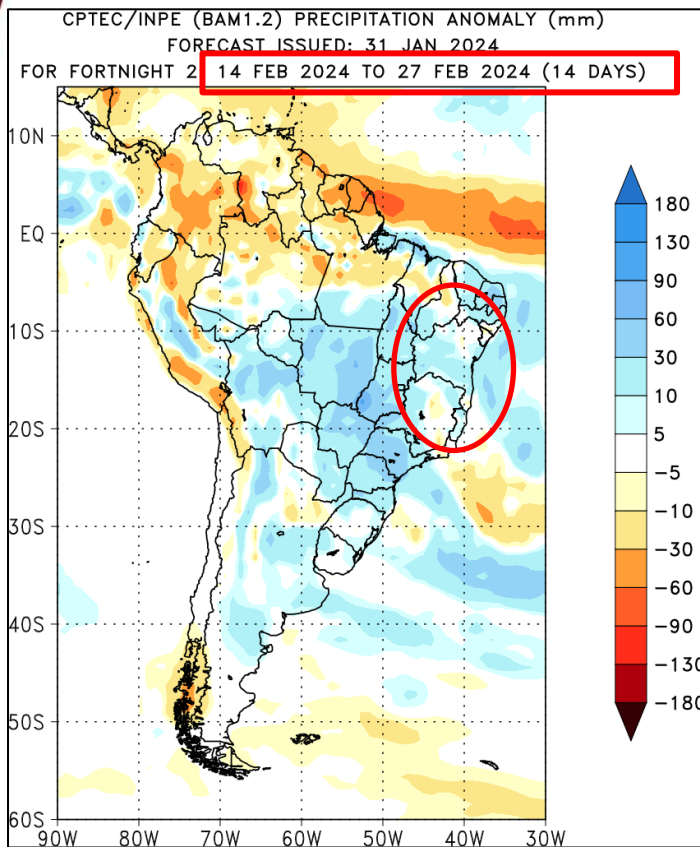 CPTEC/INPE (BAM1.2) PRECIPITATION ANOMALY (mm)
FORECAST ISSUED: 31 JAN 2024
FOR FORTNIGHT 2: 14 FEB 2024 TO 27 FEB 2024 (14 DAYS)
10N
EQ
10S
20S
30S
40S
50S
60S
90W 80W 70W 60W 50W 40W 30W
180
130
90
60
30
10
5
-5
-10
-30
-60
-90
-130
-180